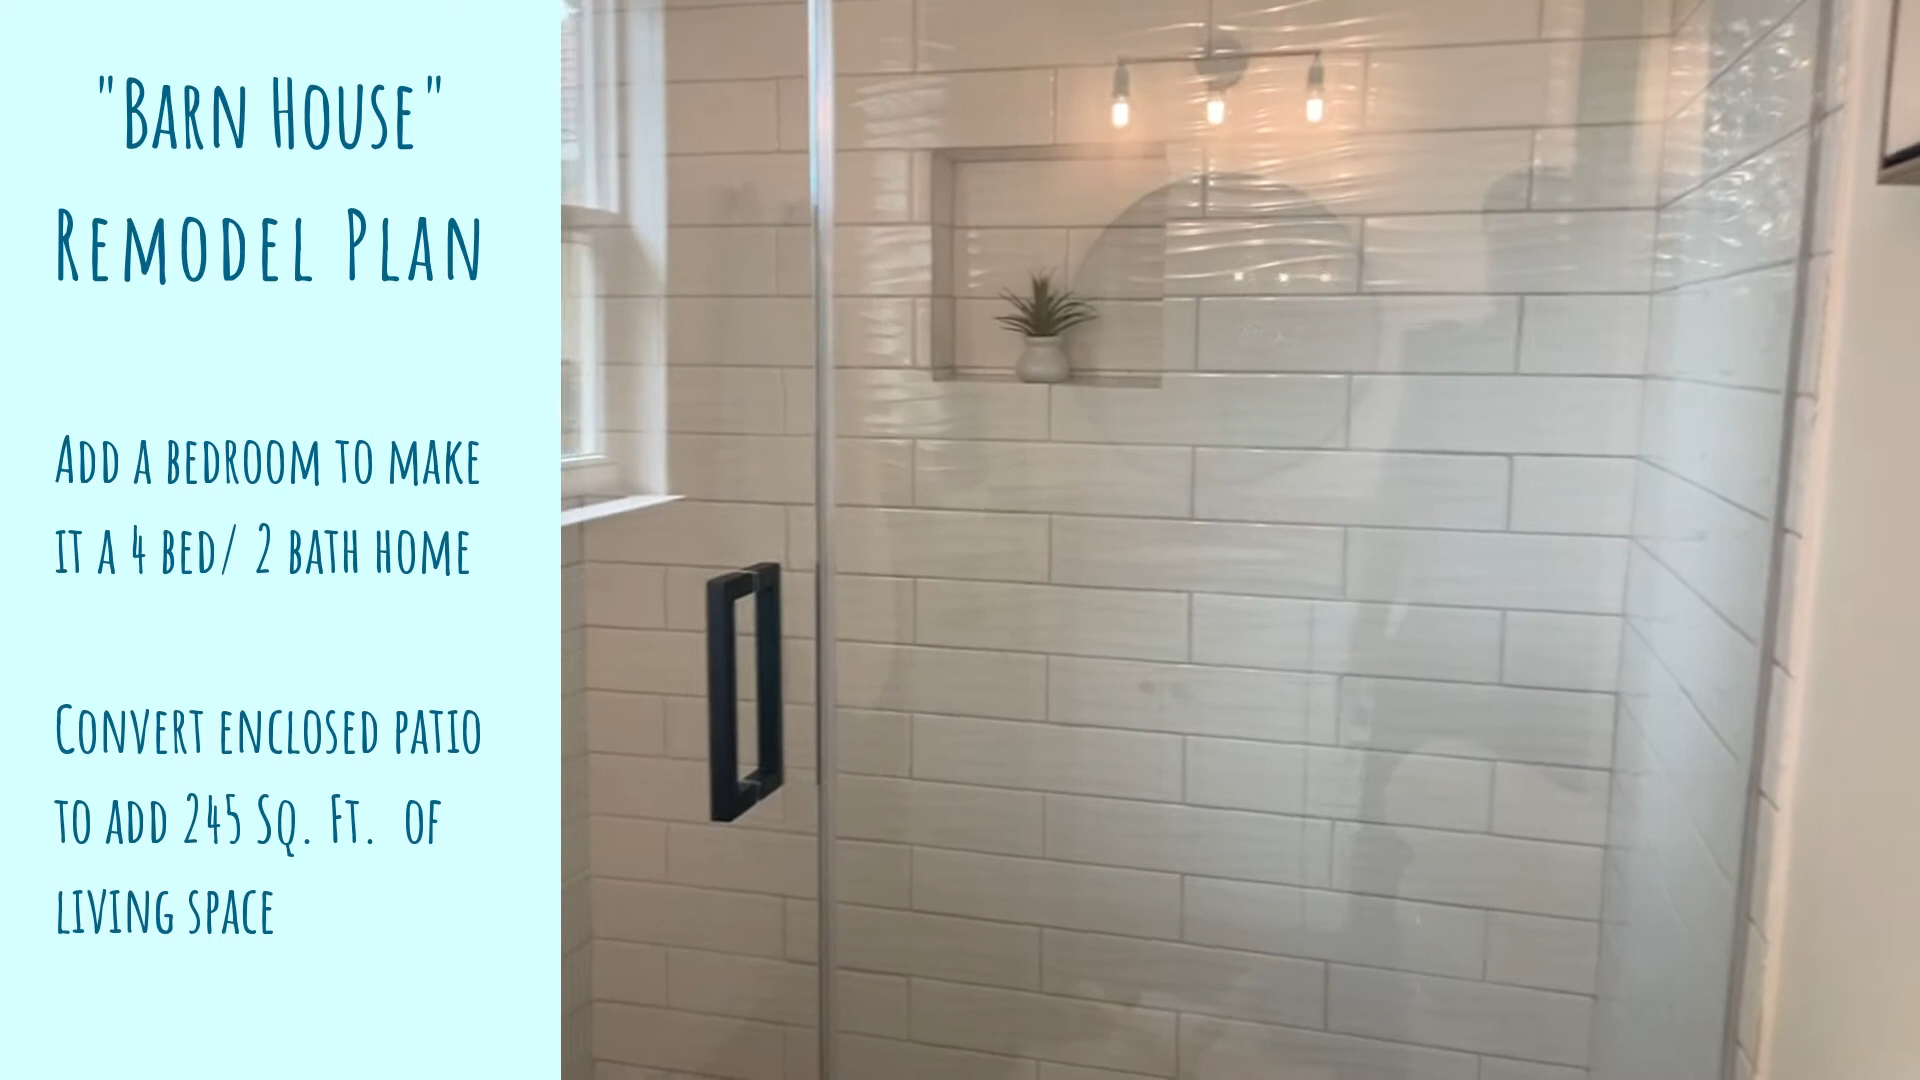 "Barn House"
Remodel Plan
Add a bedroom to make
it a 4 bed/ 2 bath home
Convert enclosed patio
to add 245 Sq. Ft. of
living space